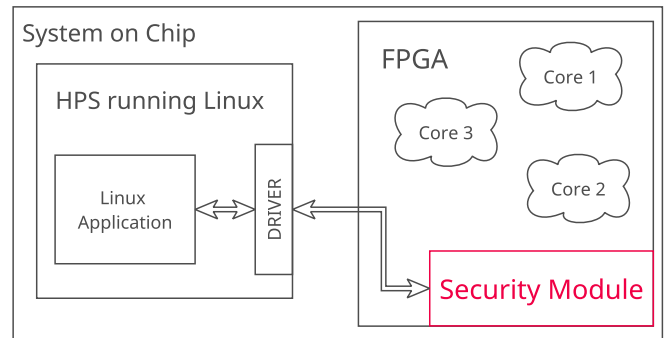 System on Chip
HPS running Linux
Linux
Application
DRIVER
FPGA
Core 1
Core 3
Core 2
Security Module